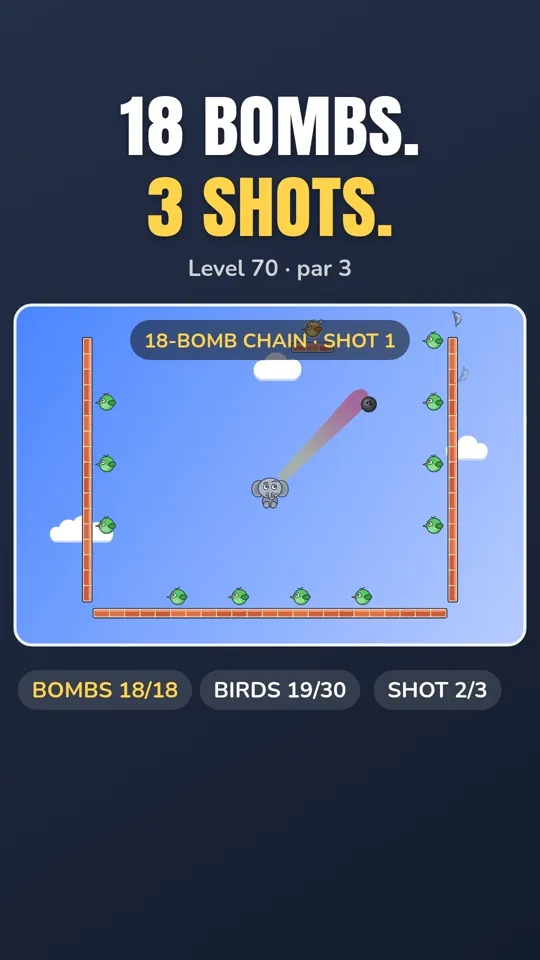 18 BOMBS.
3 SHOTS.
Level 70 · par 3
18-BOMB CHAIN · SHOT 1
BOMBS 18/18
BIRDS 19/30
SHOT 2/3